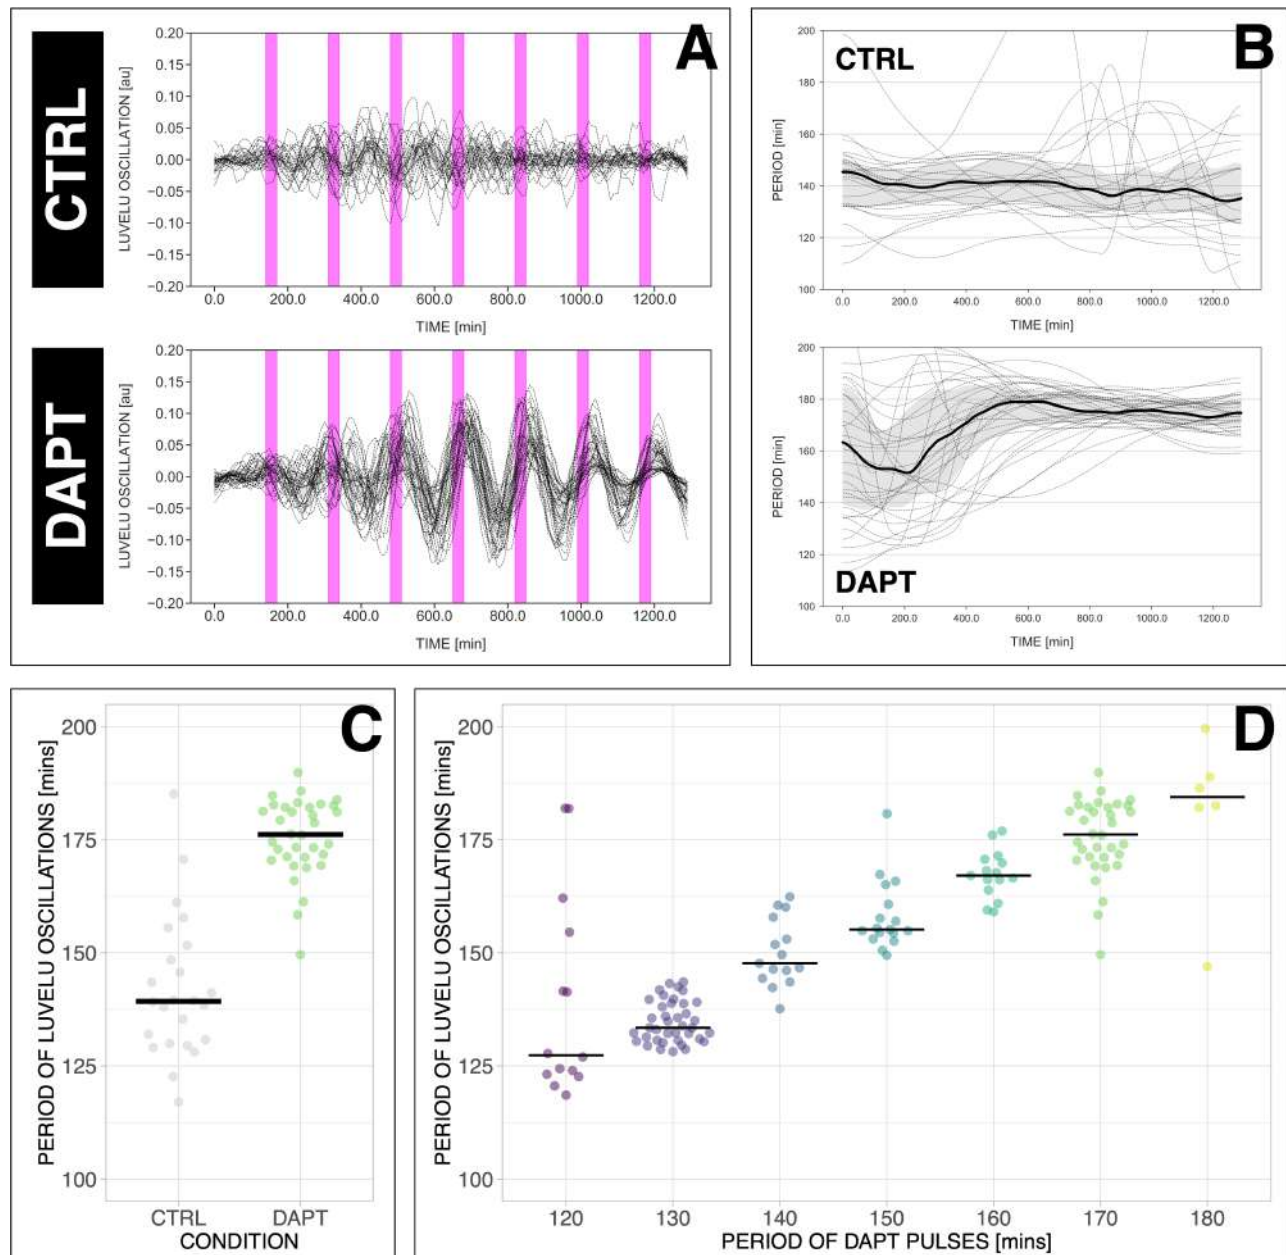 A
CTRL
LUVELU OSCILLATION [au]
0.20
0.15
0.10
0.05
0.00
−0.05
−0.10
−0.15
−0.20
0.0 200.0 400.0 600.0 800.0 1000.0 1200.0
TIME [min]
DAPT
LUVELU OSCILLATION [au]
0.20
0.15
0.10
0.05
0.00
−0.05
−0.10
−0.15
−0.20
0.0 200.0 400.0 600.0 800.0 1000.0 1200.0
TIME [min]
B
CTRL
PERIOD [min]
200
180
160
140
120
100
0.0 200.0 400.0 600.0 800.0 1000.0 1200.0
TIME [min]
PERIOD [min]
200
180
160
140
120
100
DAPT
0.0 200.0 400.0 600.0 800.0 1000.0 1200.0
TIME [min]
C
PERIOD OF LUVELU OSCILLATIONS [mins]
200
175
150
125
100
CTRL DAPT
CONDITION
D
PERIOD OF LUVELU OSCILLATIONS [mins]
200
175
150
125
100
120 130 140 150 160 170 180
PERIOD OF DAPT PULSES [mins]